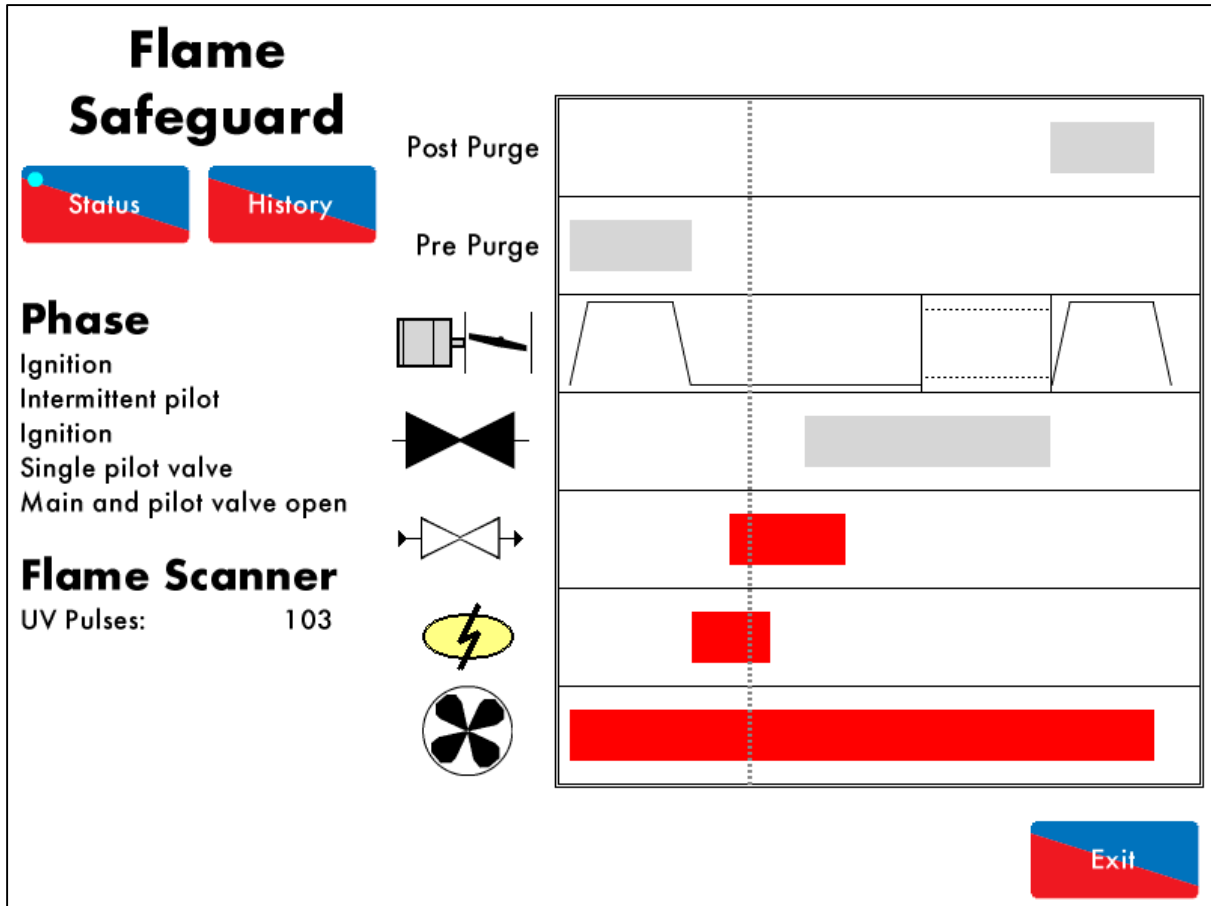 Flame
Safeguard
Status
History
Post Purge
Pre Purge
Phase
Ignition
Intermittent pilot
Ignition
Single pilot valve
Main and pilot valve open
Flame Scanner
UV Pulses: 103
Exit